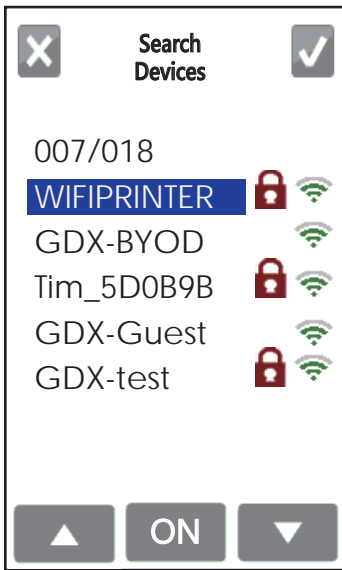 Search
Devices
007/018
WIFIPRINTER
GDX-BYOD
Tim_5D0B9B
GDX-Guest
GDX-test
ON